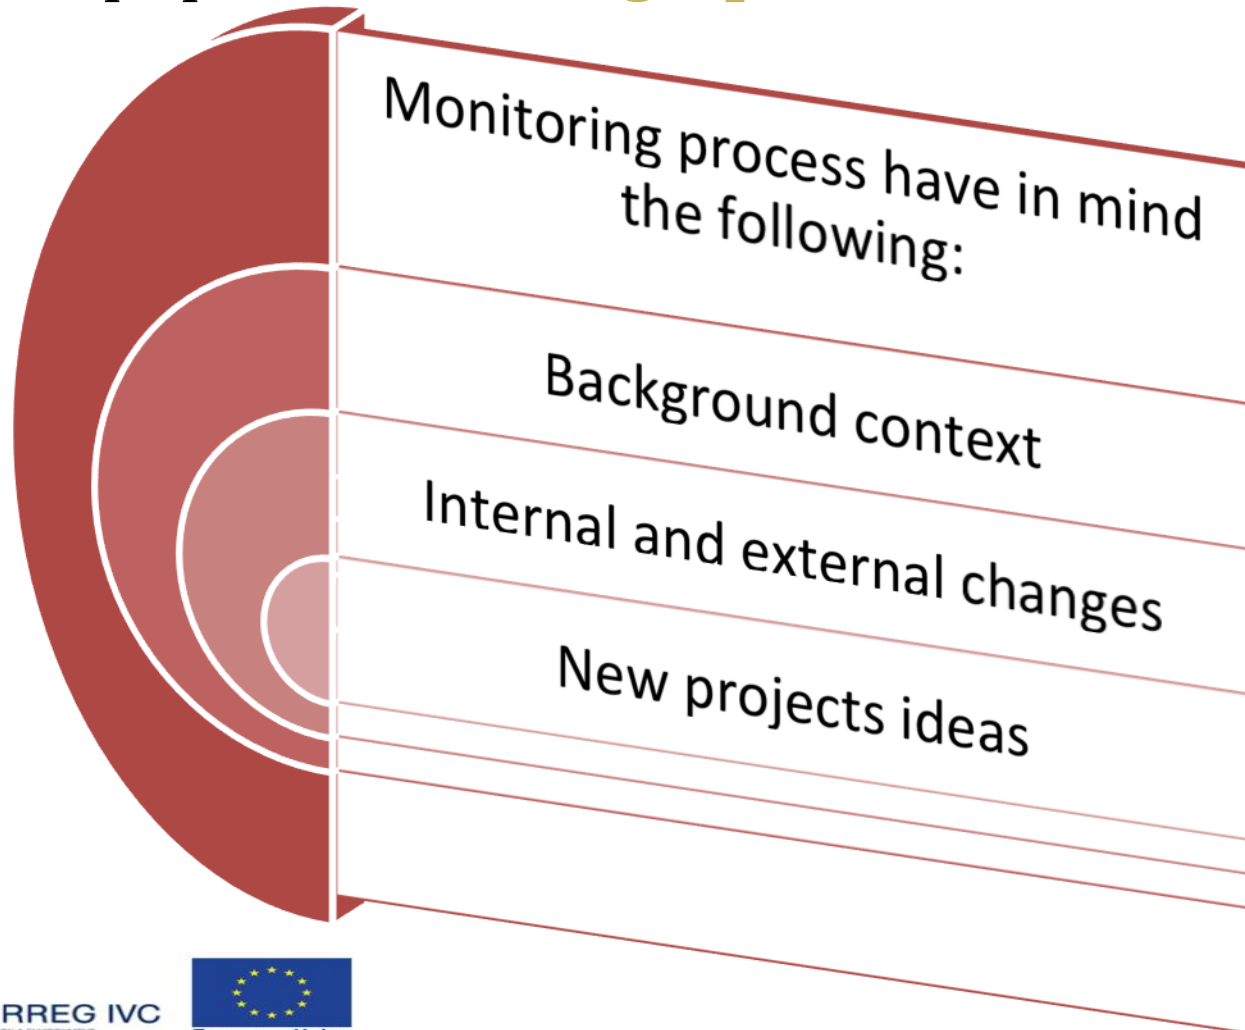 Monitoring process have in mind
the following:
Background context
Internal and external changes
New projects ideas
RREG IVC